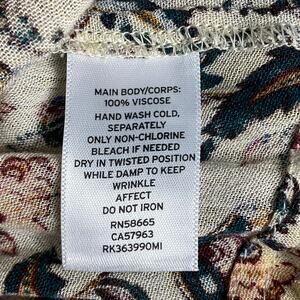 MAIN BODY/CORPS:
100% VISCOSE
HAND WASH COLD,
SEPARATELY
ONLY NON-CHLORINE
BLEACH IF NEEDED
DRY IN TWISTED POSITION
WHILE DAMP TO KEEP
WRINKLE
AFFECT
DO NOT IRON
RN58665
CA57963
RK363990MI